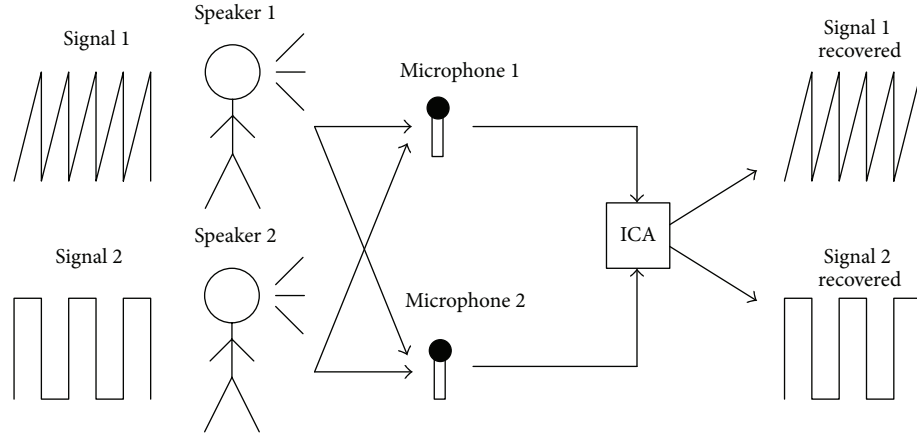 Signal 1
Speaker 1
Microphone 1
Signal 1
recovered
ICA
Signal 2
Speaker 2
Microphone 2
Signal 2
recovered